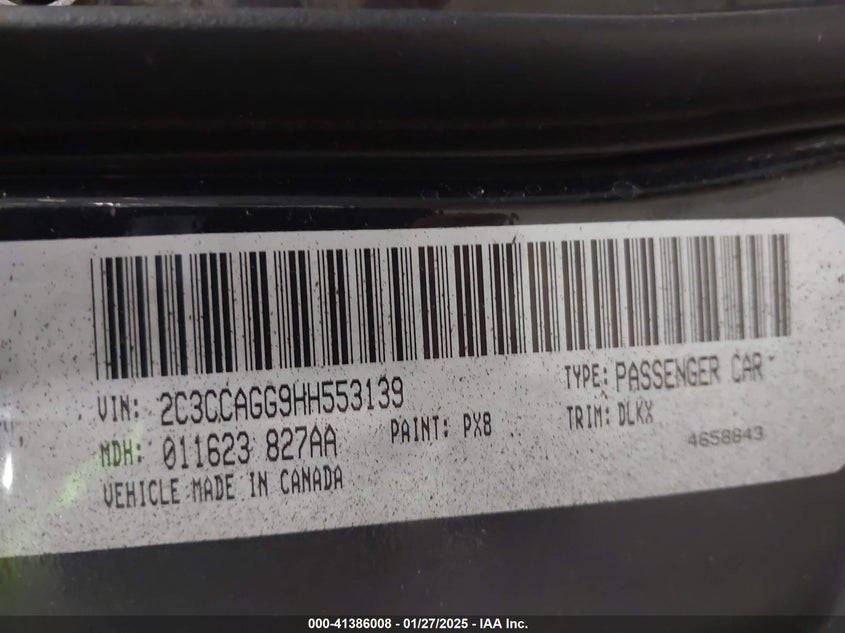 VIN: 2C3CCAGG9HH553139
TYPE: PASSENGER CAR
MDH: 011623 827AA
PAINT: PX8
TRIM: DLKX
VEHICLE MADE IN CANADA
4658843
000-41386008 - 01/27/2025 - IAA Inc.